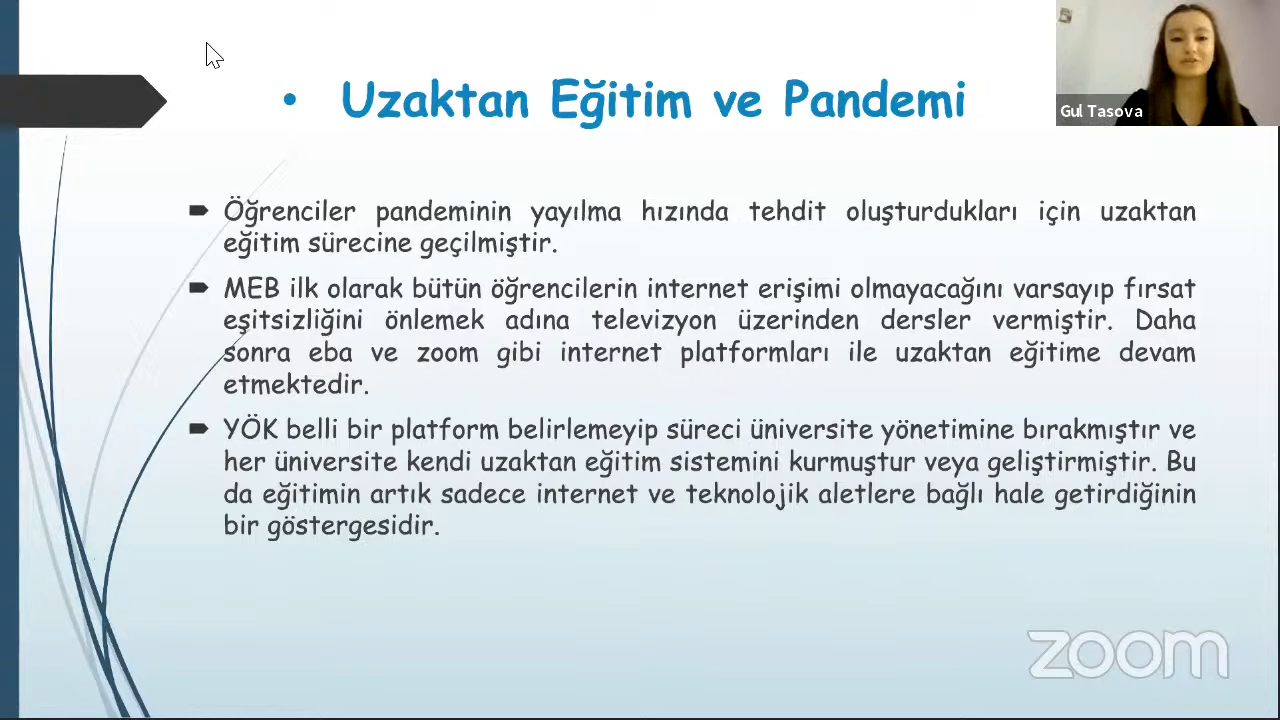 • Uzaktan Eğitim ve Pandemi
Gul Tasova
Öğrenciler pandeminin yayılma hızında tehdit oluşturdukları için uzaktan
eğitim sürecine geçilmiştir.
MEB ilk olarak bütün öğrencilerin internet erişimi olmayacağını varsayıp fırsat
eşitsizliğini önlemek adına televizyon üzerinden dersler vermiştir. Daha
sonra eba ve zoom gibi internet platformları ile uzaktan eğitime devam
etmektedir.
YÖK belli bir platform belirlemeyip süreci üniversite yönetimine bırakmıştır ve
her üniversite kendi uzaktan eğitim sistemini kurmuştur veya geliştirmiştir. Bu
da eğitimin artık sadece internet ve teknolojik aletlere bağlı hale getirdiğinin
bir göstergesidir.
zoom